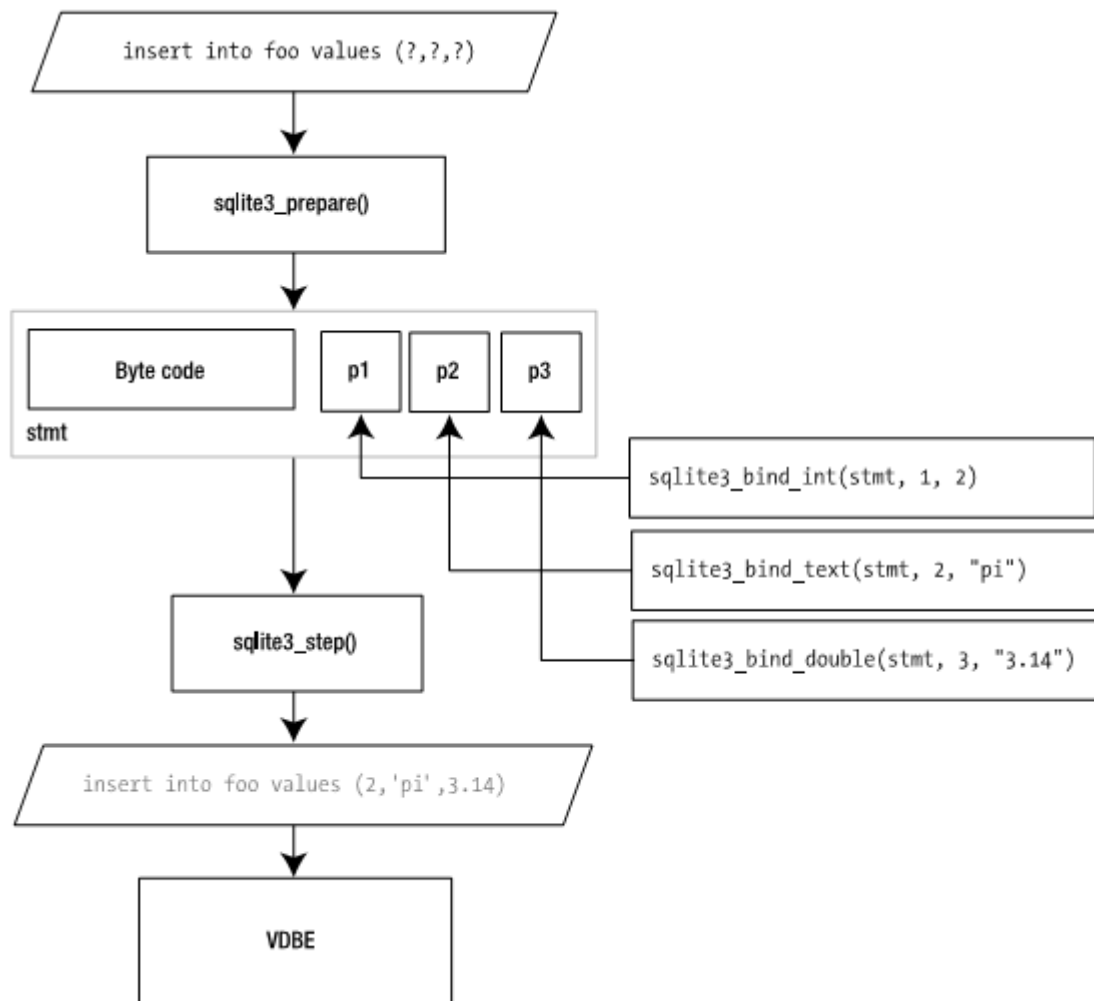 insert into foo values (?,?,?)
sqlite3_prepare()
Byte code
p1
p2
p3
stmt
sqlite3_bind_int(stmt, 1, 2)
sqlite3_bind_text(stmt, 2, "pi")
sqlite3_bind_double(stmt, 3, "3.14")
sqlite3_step()
insert into foo values (2,'pi',3.14)
VDBE